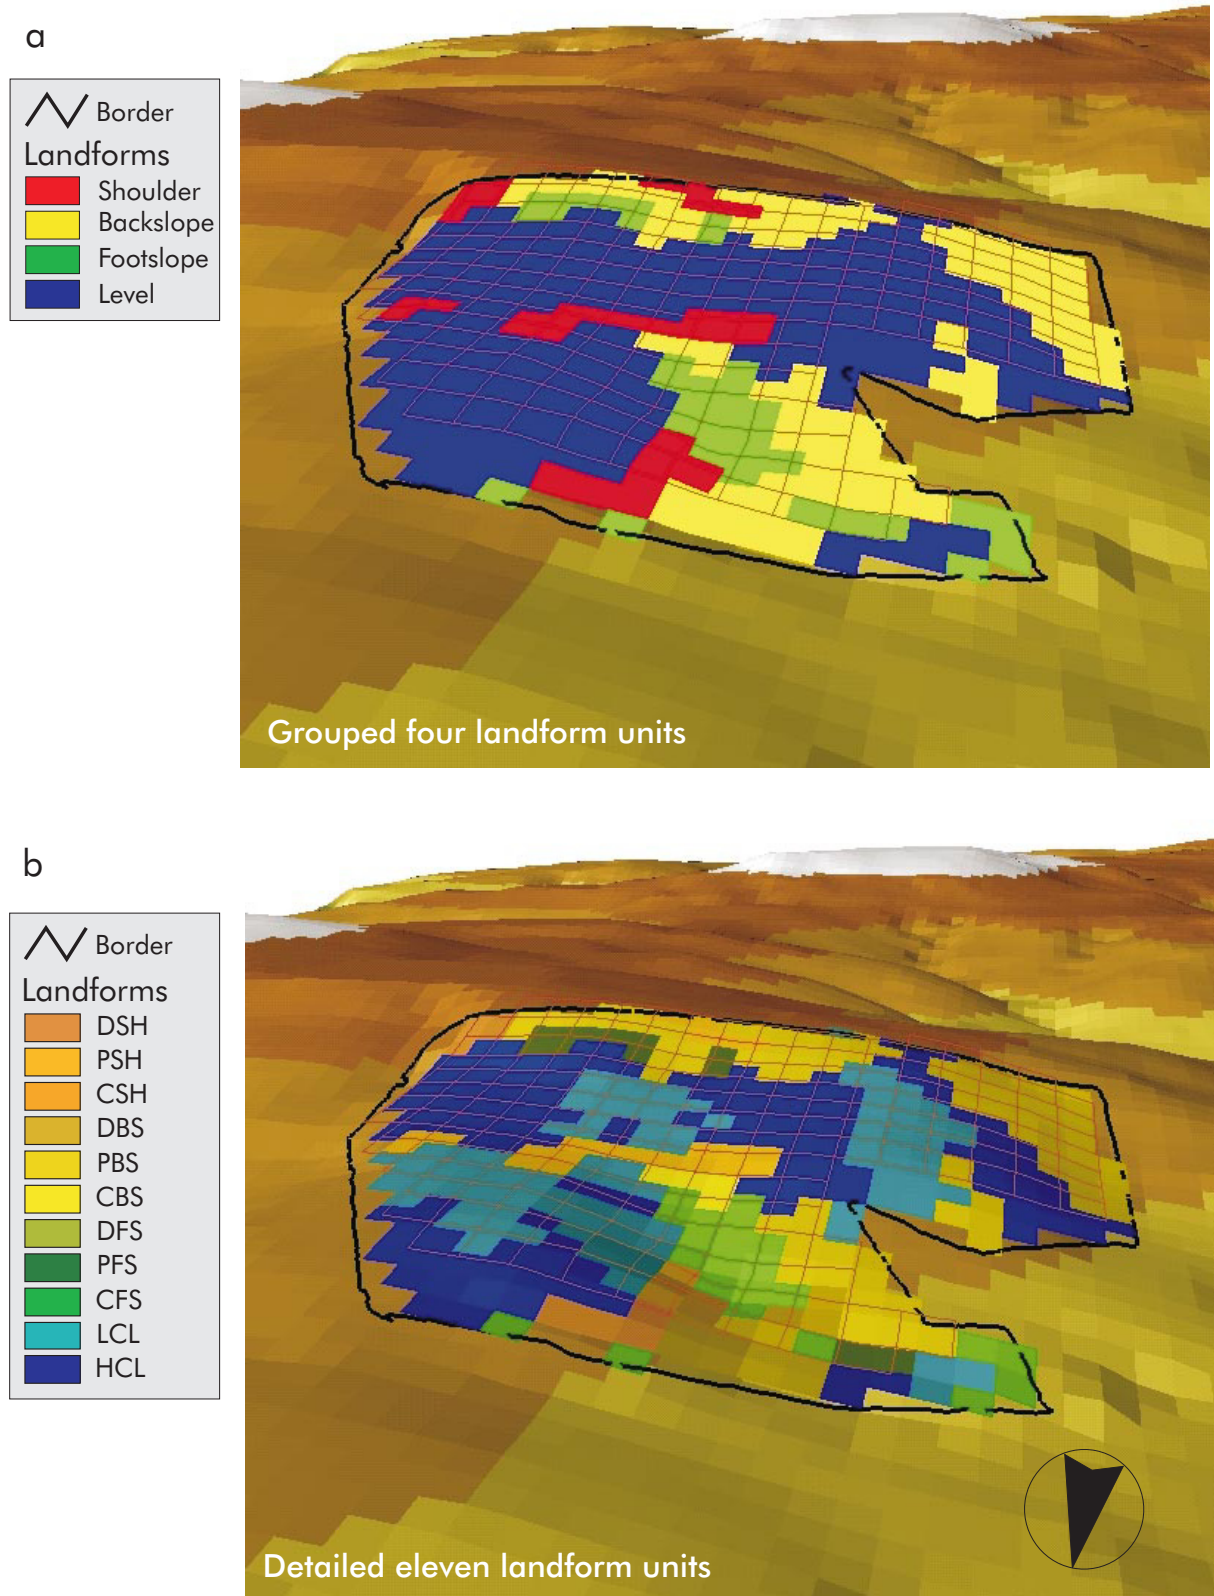 a
Border
Landforms
Shoulder
Backslope
Footslope
Level
Grouped four landform units
b
Border
Landforms
DSH
PSH
CSH
DBS
PBS
CBS
DFS
PFS
CFS
LCL
HCL
Detailed eleven landform units